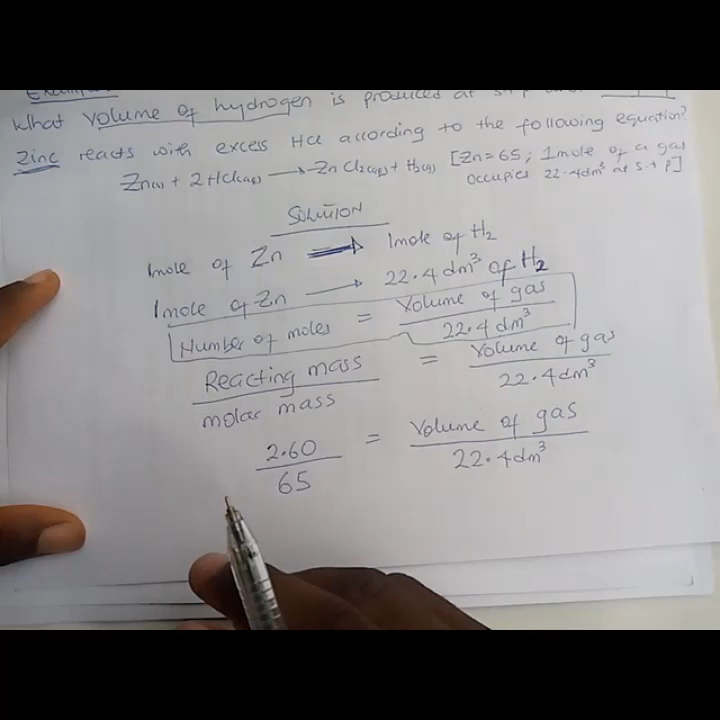 Example
What volume of hydrogen is produced at s.t.p
Zinc reacts with excess HCl according to the following equation?
Zn(s) + 2HCl(aq) → ZnCl2(aq) + H2(g) [Zn = 65; 1mole of a gas
occupies 22.4dm³ at s.t.p]
SOLUTION
1mole of Zn ⟹ 1mole of H2
1mole of Zn → 22.4dm³ of H2
Number of moles = Volume of gas / 22.4dm³
Reacting mass / molar mass = Volume of gas / 22.4dm³
2.60 / 65 = Volume of gas / 22.4dm³